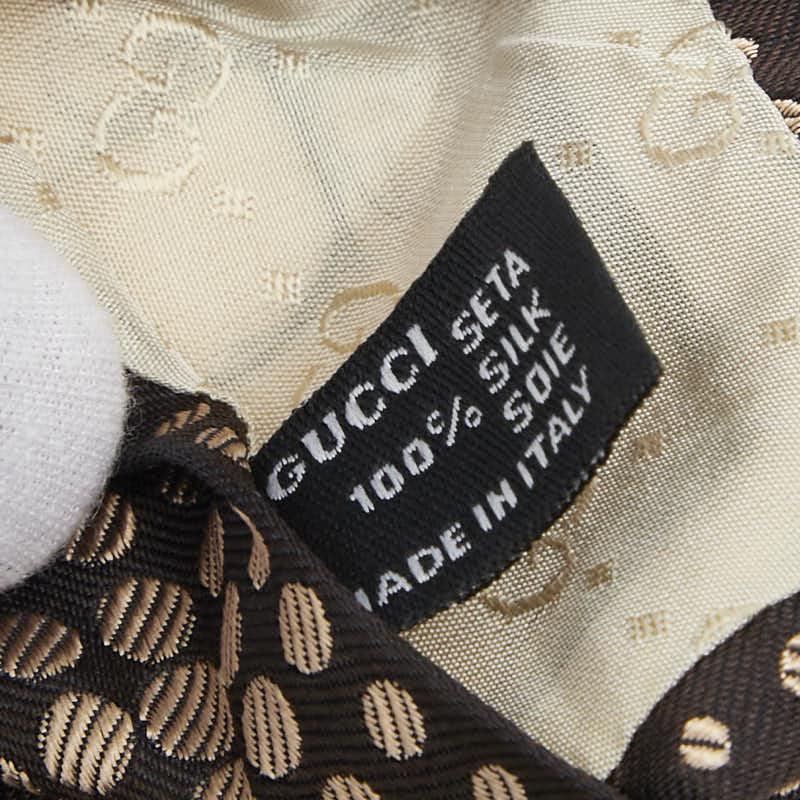 GUCCI
100% SETA
SILK
SOIE
MADE IN ITALY